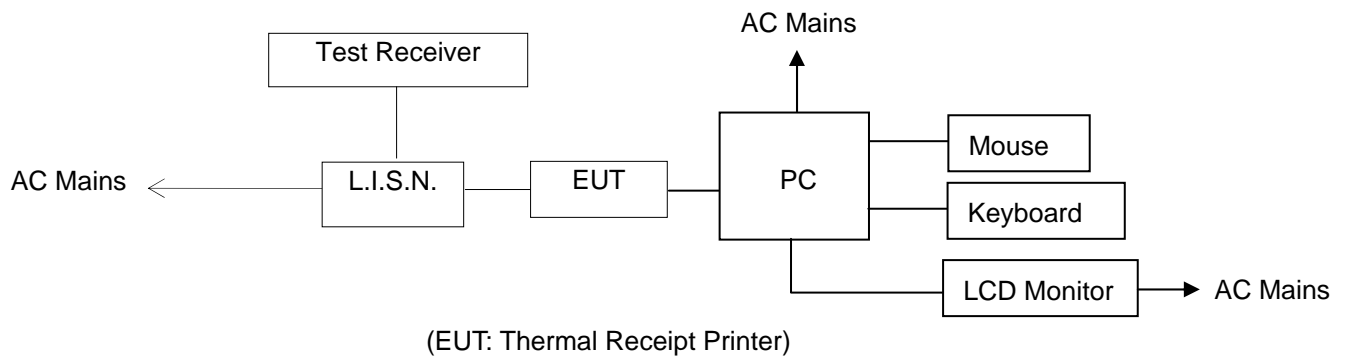 AC Mains
Test Receiver
Mouse
AC Mains
L.I.S.N.
EUT
PC
Keyboard
LCD Monitor
AC Mains
(EUT: Thermal Receipt Printer)